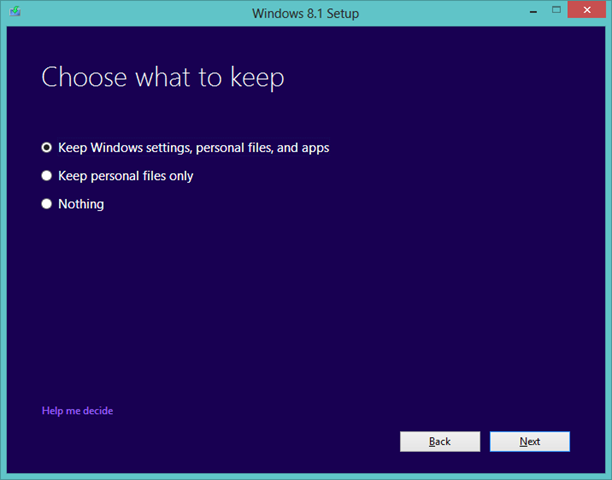 Windows 8.1 Setup
Choose what to keep
Keep Windows settings, personal files, and apps
Keep personal files only
Nothing
Help me decide
Back
Next